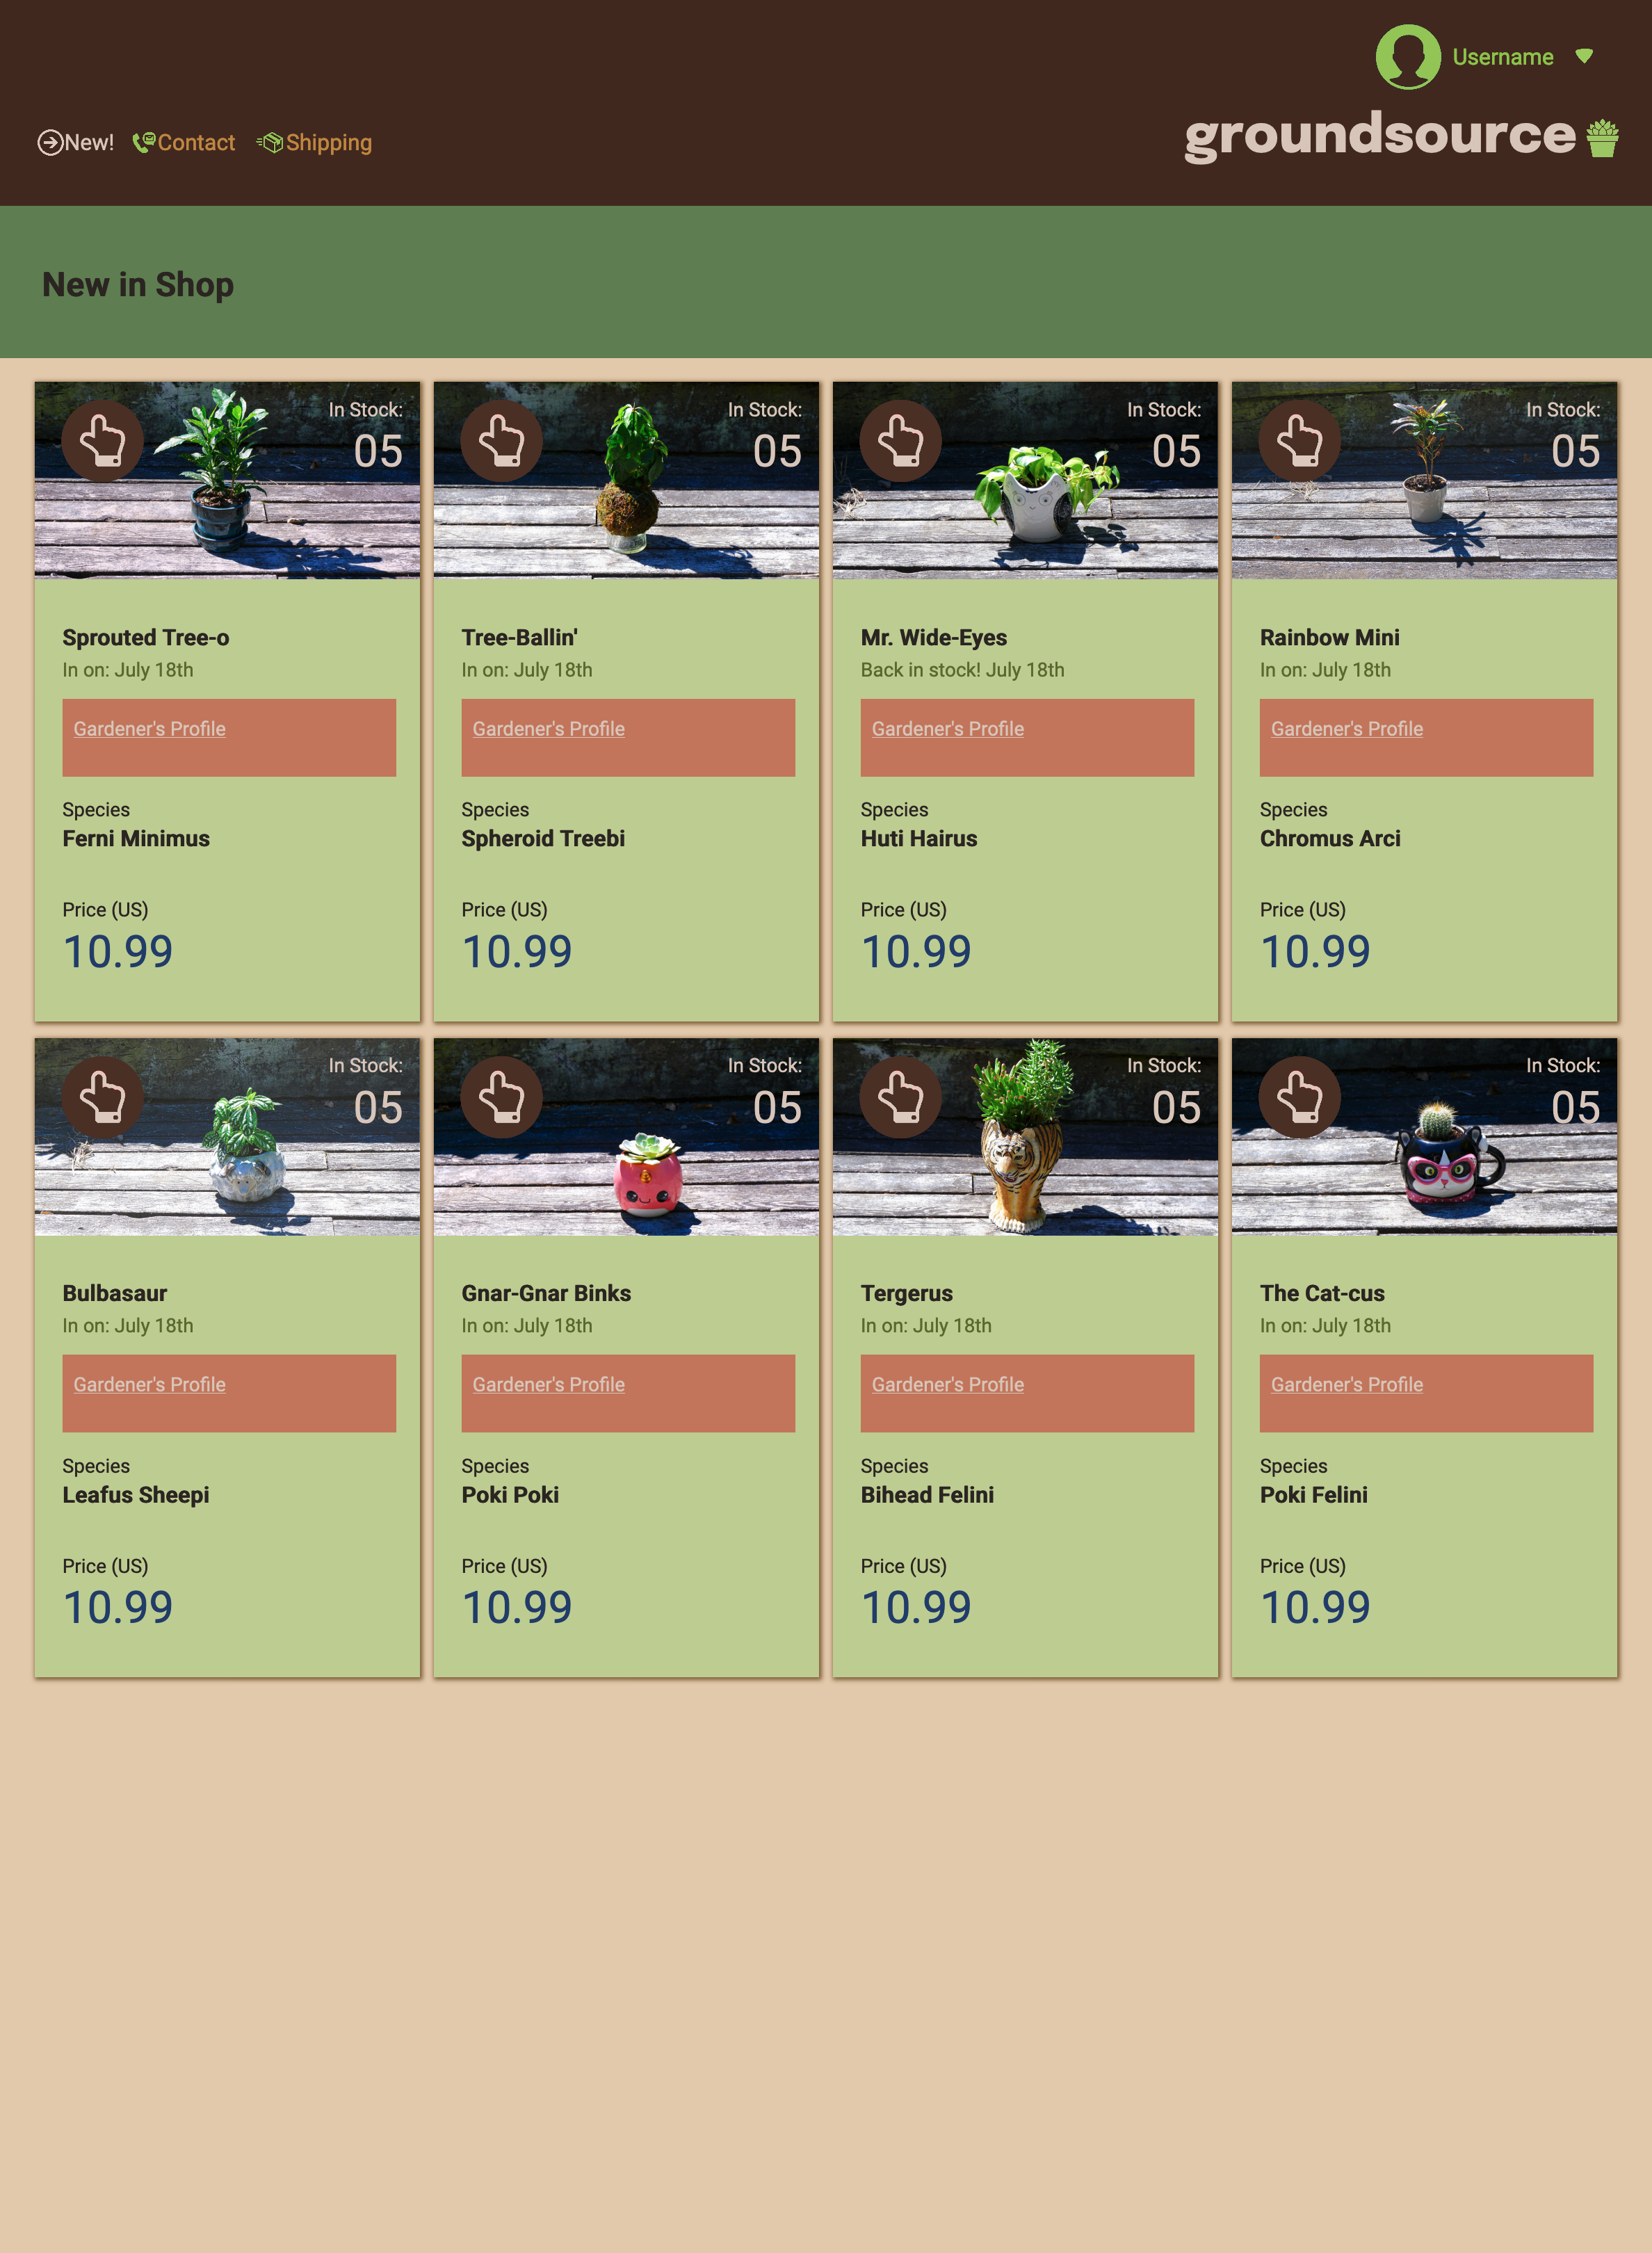 Username
New!
Contact
Shipping
groundsource
New in Shop
In Stock:
05
Sprouted Tree-o
In on: July 18th
Gardener's Profile
Species
Ferni Minimus
Price (US)
10.99
In Stock:
05
Tree-Ballin'
In on: July 18th
Gardener's Profile
Species
Spheroid Treebi
Price (US)
10.99
In Stock:
05
Mr. Wide-Eyes
Back in stock! July 18th
Gardener's Profile
Species
Huti Hairus
Price (US)
10.99
In Stock:
05
Rainbow Mini
In on: July 18th
Gardener's Profile
Species
Chromus Arci
Price (US)
10.99
In Stock:
05
Bulbasaur
In on: July 18th
Gardener's Profile
Species
Leafus Sheepi
Price (US)
10.99
In Stock:
05
Gnar-Gnar Binks
In on: July 18th
Gardener's Profile
Species
Poki Poki
Price (US)
10.99
In Stock:
05
Tergerus
In on: July 18th
Gardener's Profile
Species
Bihead Felini
Price (US)
10.99
In Stock:
05
The Cat-cus
In on: July 18th
Gardener's Profile
Species
Poki Felini
Price (US)
10.99